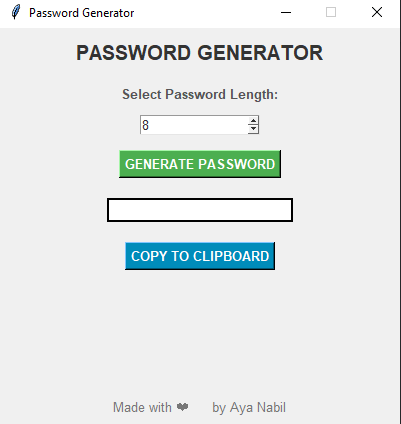 Password Generator
PASSWORD GENERATOR
Select Password Length:
8
GENERATE PASSWORD
COPY TO CLIPBOARD
Made with ❤ by Aya Nabil